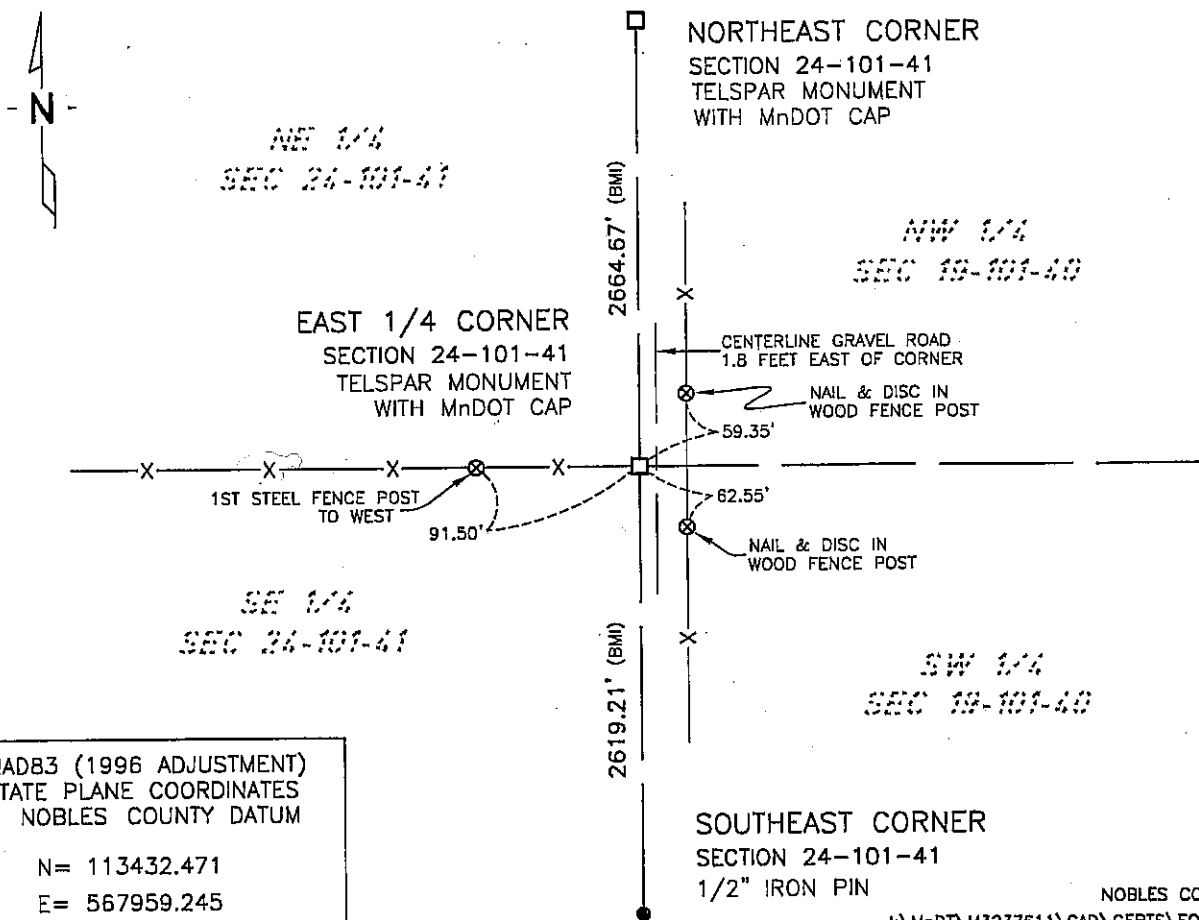 NORTHEAST CORNER
SECTION 24-101-41
TELSPAR MONUMENT
WITH MnDOT CAP
N
NE 1/4
SEC 24-101-41
2664.67' (BMI)
NW 1/4
SEC 19-101-40
EAST 1/4 CORNER
SECTION 24-101-41
TELSPAR MONUMENT
WITH MnDOT CAP
CENTERLINE GRAVEL ROAD
1.8 FEET EAST OF CORNER
NAIL & DISC IN
WOOD FENCE POST
59.35'
X X X X
X
1ST STEEL FENCE POST
TO WEST
91.50'
62.55'
NAIL & DISC IN
WOOD FENCE POST
X
SE 1/4
SEC 24-101-41
2619.21' (BMI)
SW 1/4
SEC 19-101-40
NAD83 (1996 ADJUSTMENT)
STATE PLANE COORDINATES
NOBLES COUNTY DATUM
N= 113432.471
E= 567959.245
SOUTHEAST CORNER
SECTION 24-101-41
1/2" IRON PIN
NOBLES CO